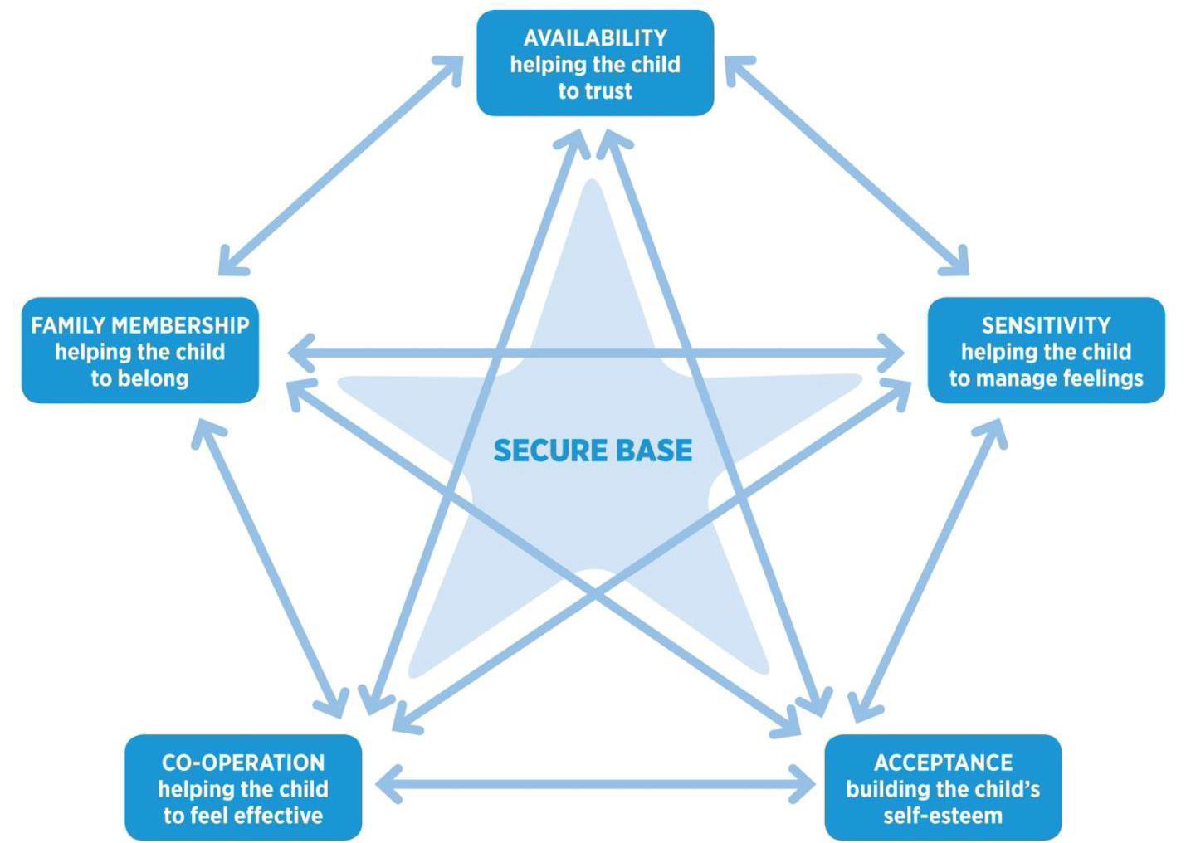 AVAILABILITY
helping the child
to trust
FAMILY MEMBERSHIP
helping the child
to belong
SENSITIVITY
helping the child
to manage feelings
SECURE BASE
CO-OPERATION
helping the child
to feel effective
ACCEPTANCE
building the child's
self-esteem